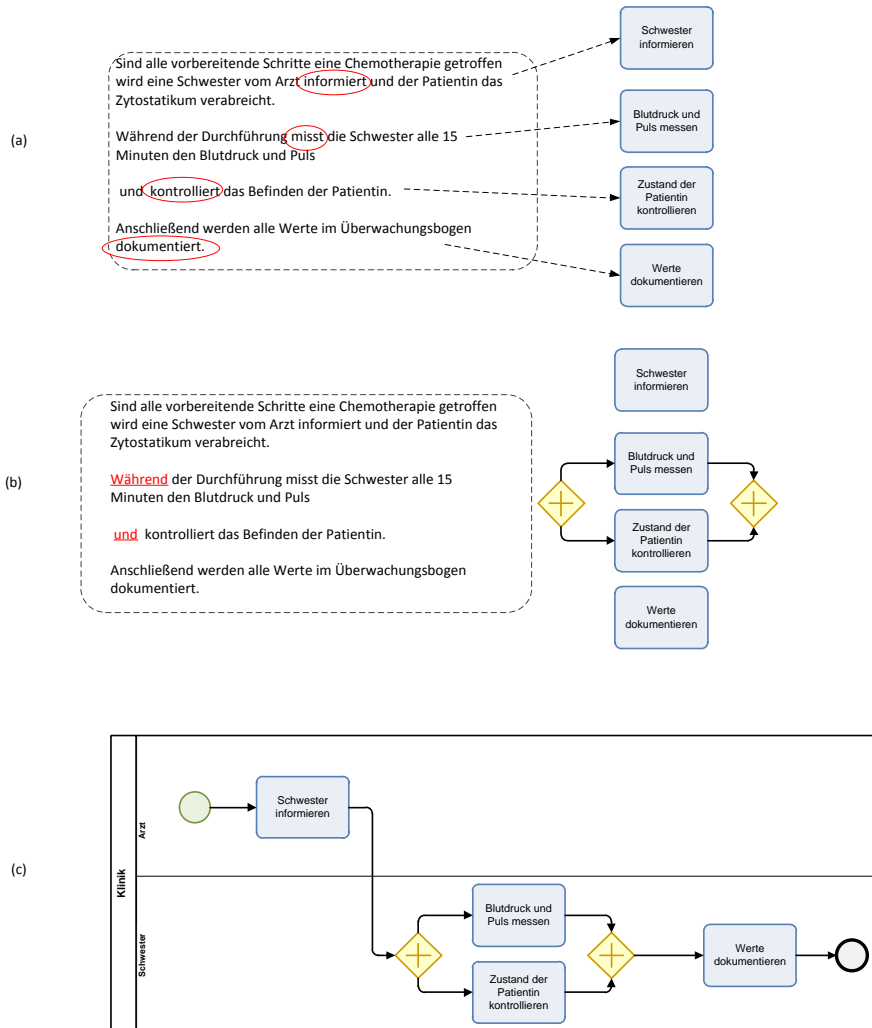 Schwester
informieren
Sind alle vorbereitende Schritte eine Chemotherapie getroffen
wird eine Schwester vom Arzt informiert und der Patientin das
Zytostatikum verabreicht.
(a)
Während der Durchführung misst die Schwester alle 15
Minuten den Blutdruck und Puls
Blutdruck und
Puls messen
und kontrolliert das Befinden der Patientin.
Zustand der
Patientin
kontrollieren
Anschließend werden alle Werte im Überwachungsbogen
dokumentiert.
Werte
dokumentieren
Schwester
informieren
Sind alle vorbereitende Schritte eine Chemotherapie getroffen
wird eine Schwester vom Arzt informiert und der Patientin das
Zytostatikum verabreicht.
(b)
Während der Durchführung misst die Schwester alle 15
Minuten den Blutdruck und Puls
Blutdruck und
Puls messen
und kontrolliert das Befinden der Patientin.
Zustand der
Patientin
kontrollieren
Anschließend werden alle Werte im Überwachungsbogen
dokumentiert.
Werte
dokumentieren
(c)
Klinik
Arzt
Schwester
informieren
Schwester
Blutdruck und
Puls messen
Zustand der
Patientin
kontrollieren
Werte
dokumentieren